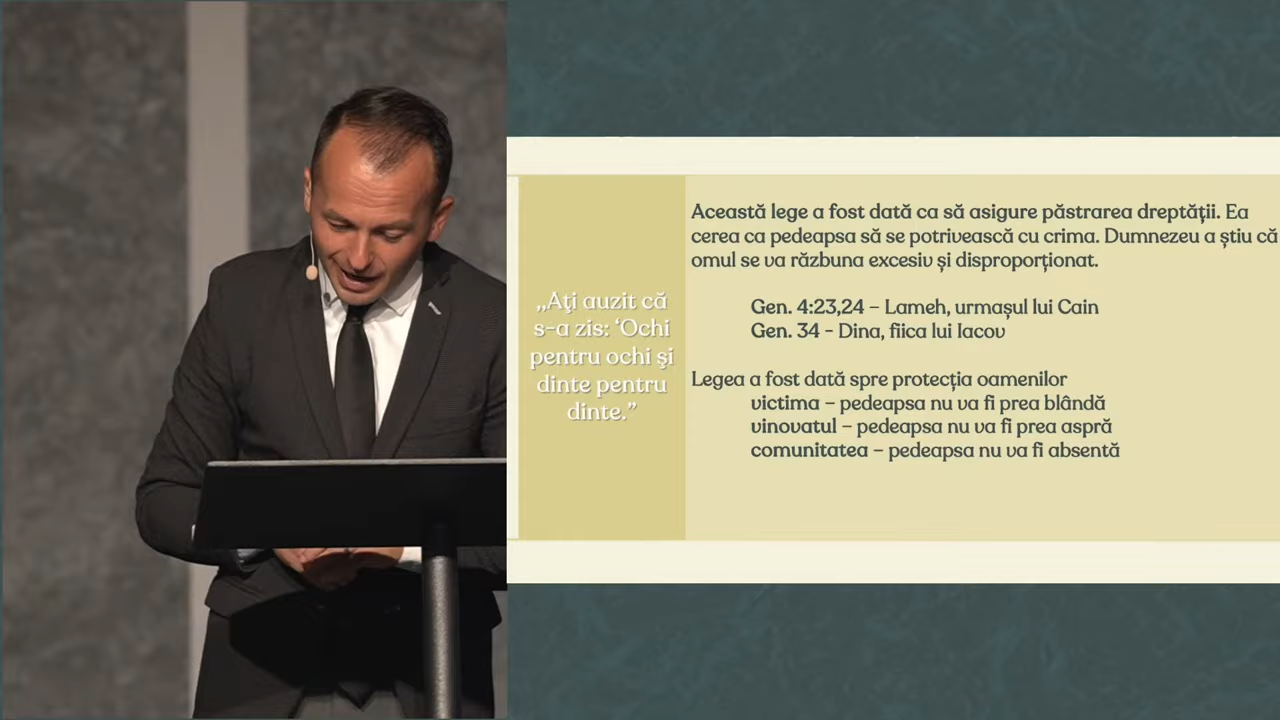 „Aţi auzit că
s-a zis: ‘Ochi
pentru ochi şi
dinte pentru
dinte.”
Această lege a fost dată ca să asigure păstrarea dreptății. Ea
cerea ca pedeapsa să se potrivească cu crima. Dumnezeu a știut că
omul se va răzbuna excesiv și disproporționat.
Gen. 4:23,24 – Lameh, urmașul lui Cain
Gen. 34 - Dina, fiica lui Iacov
Legea a fost dată spre protecția oamenilor
victima – pedeapsa nu va fi prea blândă
vinovatul – pedeapsa nu va fi prea aspră
comunitatea – pedeapsa nu va fi absentă